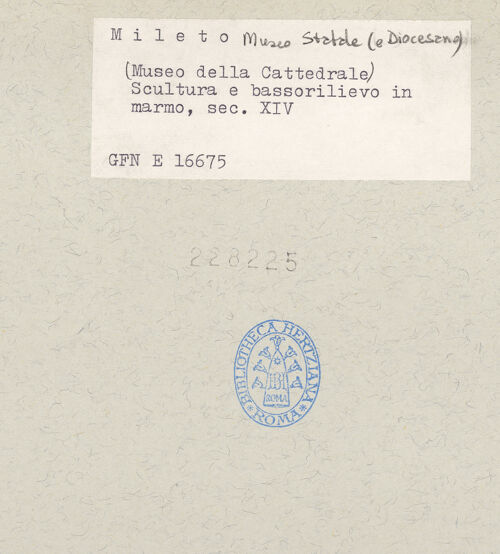 Mileto Museo Statale (e Diocesano)
(Museo della Cattedrale)
Scultura e bassorilievo in
marmo, sec. XIV
GFN E 16675
228225
BIBLIOTHECA HERTZIANA
ROMA
ROMA